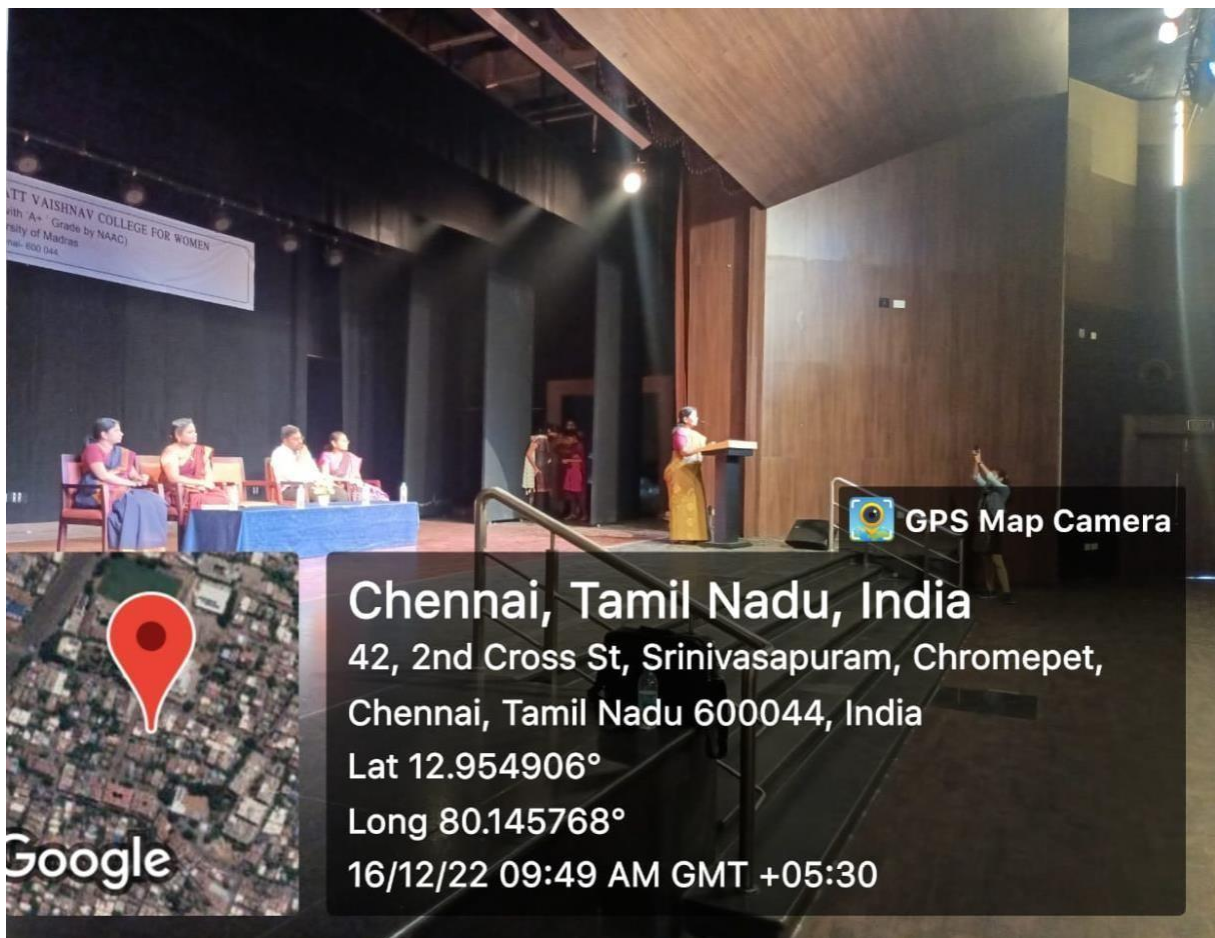 ATT VAISHNAV COLLEGE FOR WOMEN
with 'A+' Grade by NAAC)
rsity of Madras
nai- 600 044
GPS Map Camera
Chennai, Tamil Nadu, India
42, 2nd Cross St, Srinivasapuram, Chromepet,
Chennai, Tamil Nadu 600044, India
Lat 12.954906°
Long 80.145768°
16/12/22 09:49 AM GMT +05:30
Google